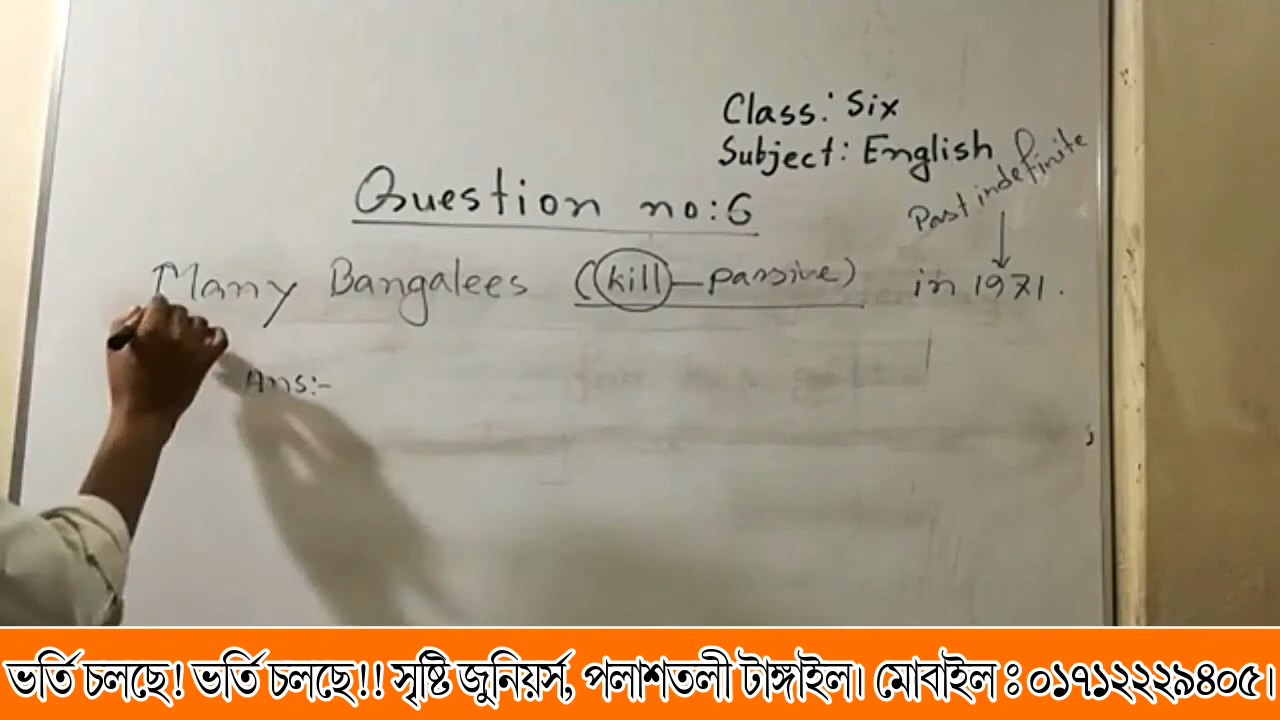 Class: Six
Subject: English
Question no:6
Past indefinite
Many Bangalees (kill — passive) in 1971.
Ans:-
ভর্তি চলছে! ভর্তি চলছে!! সৃষ্টি জুনিয়র্স, পলাশতলী টাঙ্গাইল। মোবাইল ঃ ০১৭১২২২৯৪০৫।